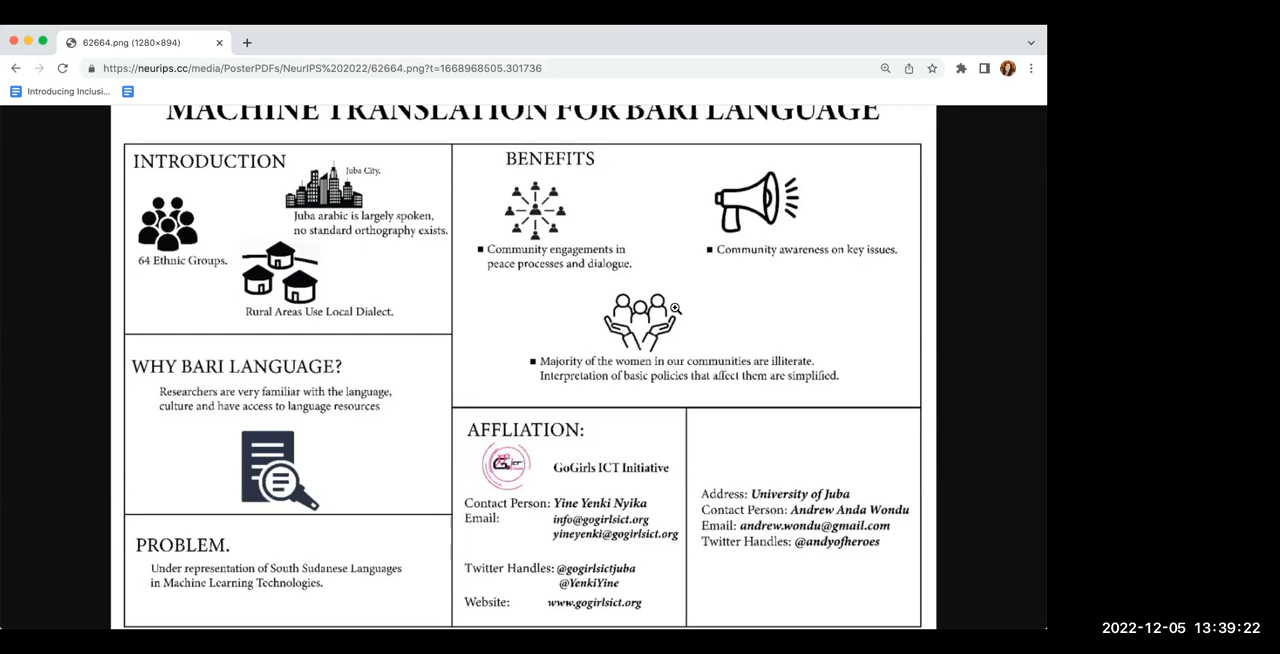 62664.png (1280×894)
https://neurips.cc/media/PosterPDFs/NeurIPS%202022/62664.png?t=1668968505.301736
Introducing Inclusi...
MACHINE TRANSLATION FOR BARI LANGUAGE
INTRODUCTION
Juba City.
Juba arabic is largely spoken,
no standard orthography exists.
64 Ethnic Groups.
Rural Areas Use Local Dialect.
WHY BARI LANGUAGE?
Researchers are very familiar with the language,
culture and have access to language resources
PROBLEM.
Under representation of South Sudanese Languages
in Machine Learning Technologies.
BENEFITS
▪ Community engagements in
peace processes and dialogue.
▪ Community awareness on key issues.
▪ Majority of the women in our communities are illiterate.
Interpretation of basic policies that affect them are simplified.
AFFLIATION:
GoGirls ICT Initiative
Contact Person: Yine Yenki Nyika
Email: info@gogirlsict.org
yineyenki@gogirlsict.org
Twitter Handles: @gogirlsictjuba
@YenkiYine
Website: www.gogirlsict.org
Address: University of Juba
Contact Person: Andrew Anda Wondu
Email: andrew.wondu@gmail.com
Twitter Handles: @andyofheroes
2022-12-05 13:39:22